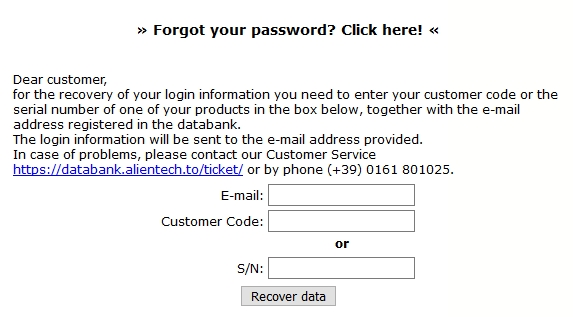 » Forgot your password? Click here! «
Dear customer,
for the recovery of your login information you need to enter your customer code or the
serial number of one of your products in the box below, together with the e-mail
address registered in the databank.
The login information will be sent to the e-mail address provided.
In case of problems, please contact our Customer Service
https://databank.alientech.to/ticket/ or by phone (+39) 0161 801025.
E-mail:
Customer Code:
or
S/N:
Recover data